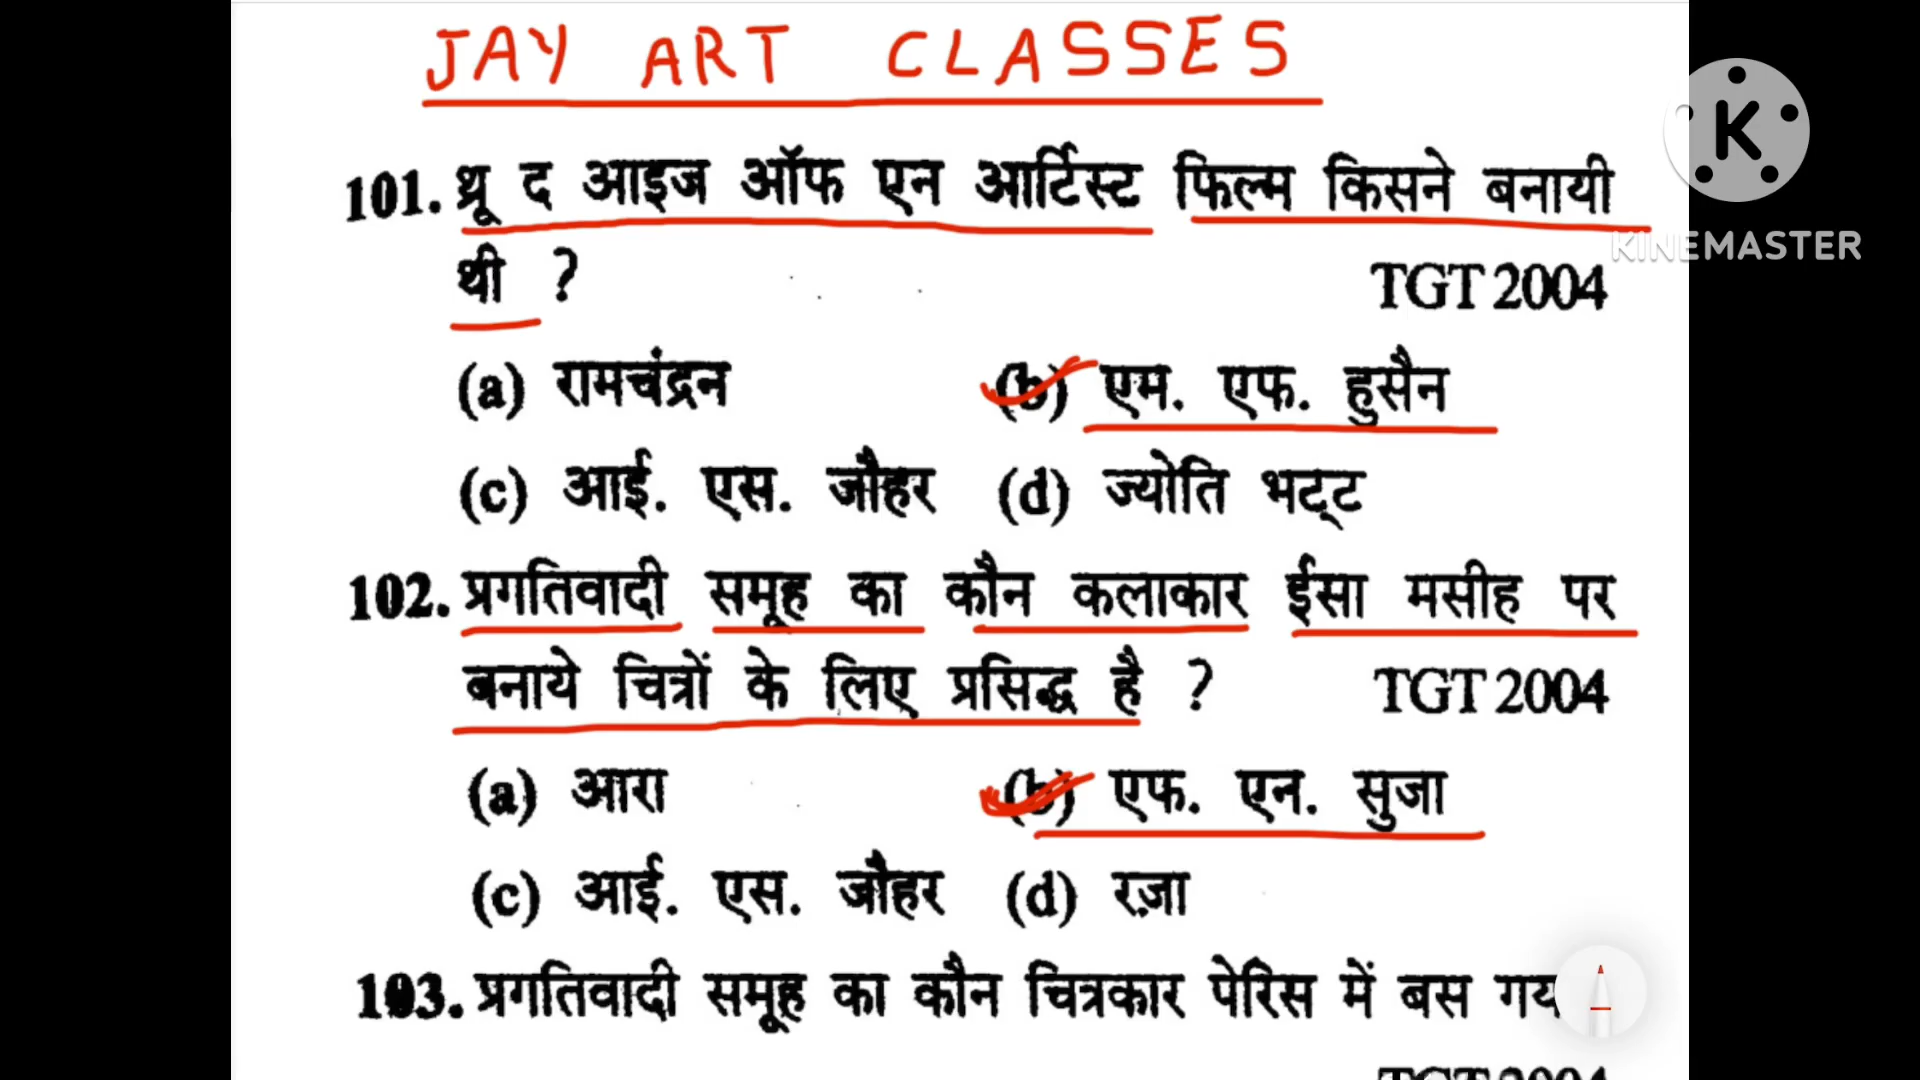 JAY ART CLASSES
K
KINEMASTER
101. थ्रू द आइज ऑफ एन आर्टिस्ट फिल्म किसने बनायी
थी ? TGT 2004
(a) रामचंद्रन (b) एम. एफ. हुसैन
(c) आई. एस. जौहर (d) ज्योति भट्ट
102. प्रगतिवादी समूह का कौन कलाकार ईसा मसीह पर
बनाये चित्रों के लिए प्रसिद्ध है ? TGT 2004
(a) आरा (b) एफ. एन. सुजा
(c) आई. एस. जौहर (d) रज़ा
103. प्रगतिवादी समूह का कौन चित्रकार पेरिस में बस
TGT 2004